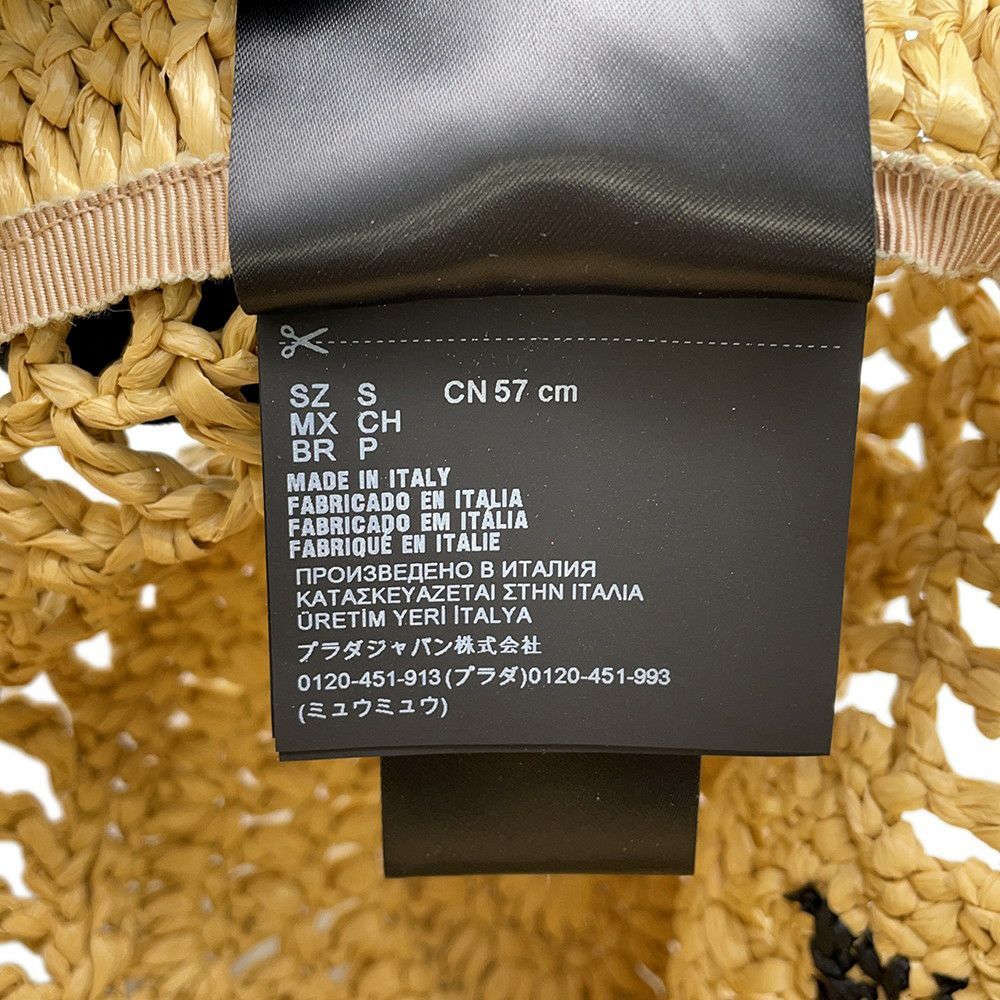 SZ S CN 57 cm
MX CH
BR P
MADE IN ITALY
FABRICADO EN ITALIA
FABRICADO EM ITÁLIA
FABRIQUÉ EN ITALIE
ПРОИЗВЕДЕНО В ИТАЛИЯ
ΚΑΤΑΣΚΕΥΑΖΕΤΑΙ ΣΤΗΝ ΙΤΑΛΙΑ
ÜRETİM YERİ İTALYA
プラダジャパン株式会社
0120-451-913(プラダ)0120-451-993
(ミュウミュウ)